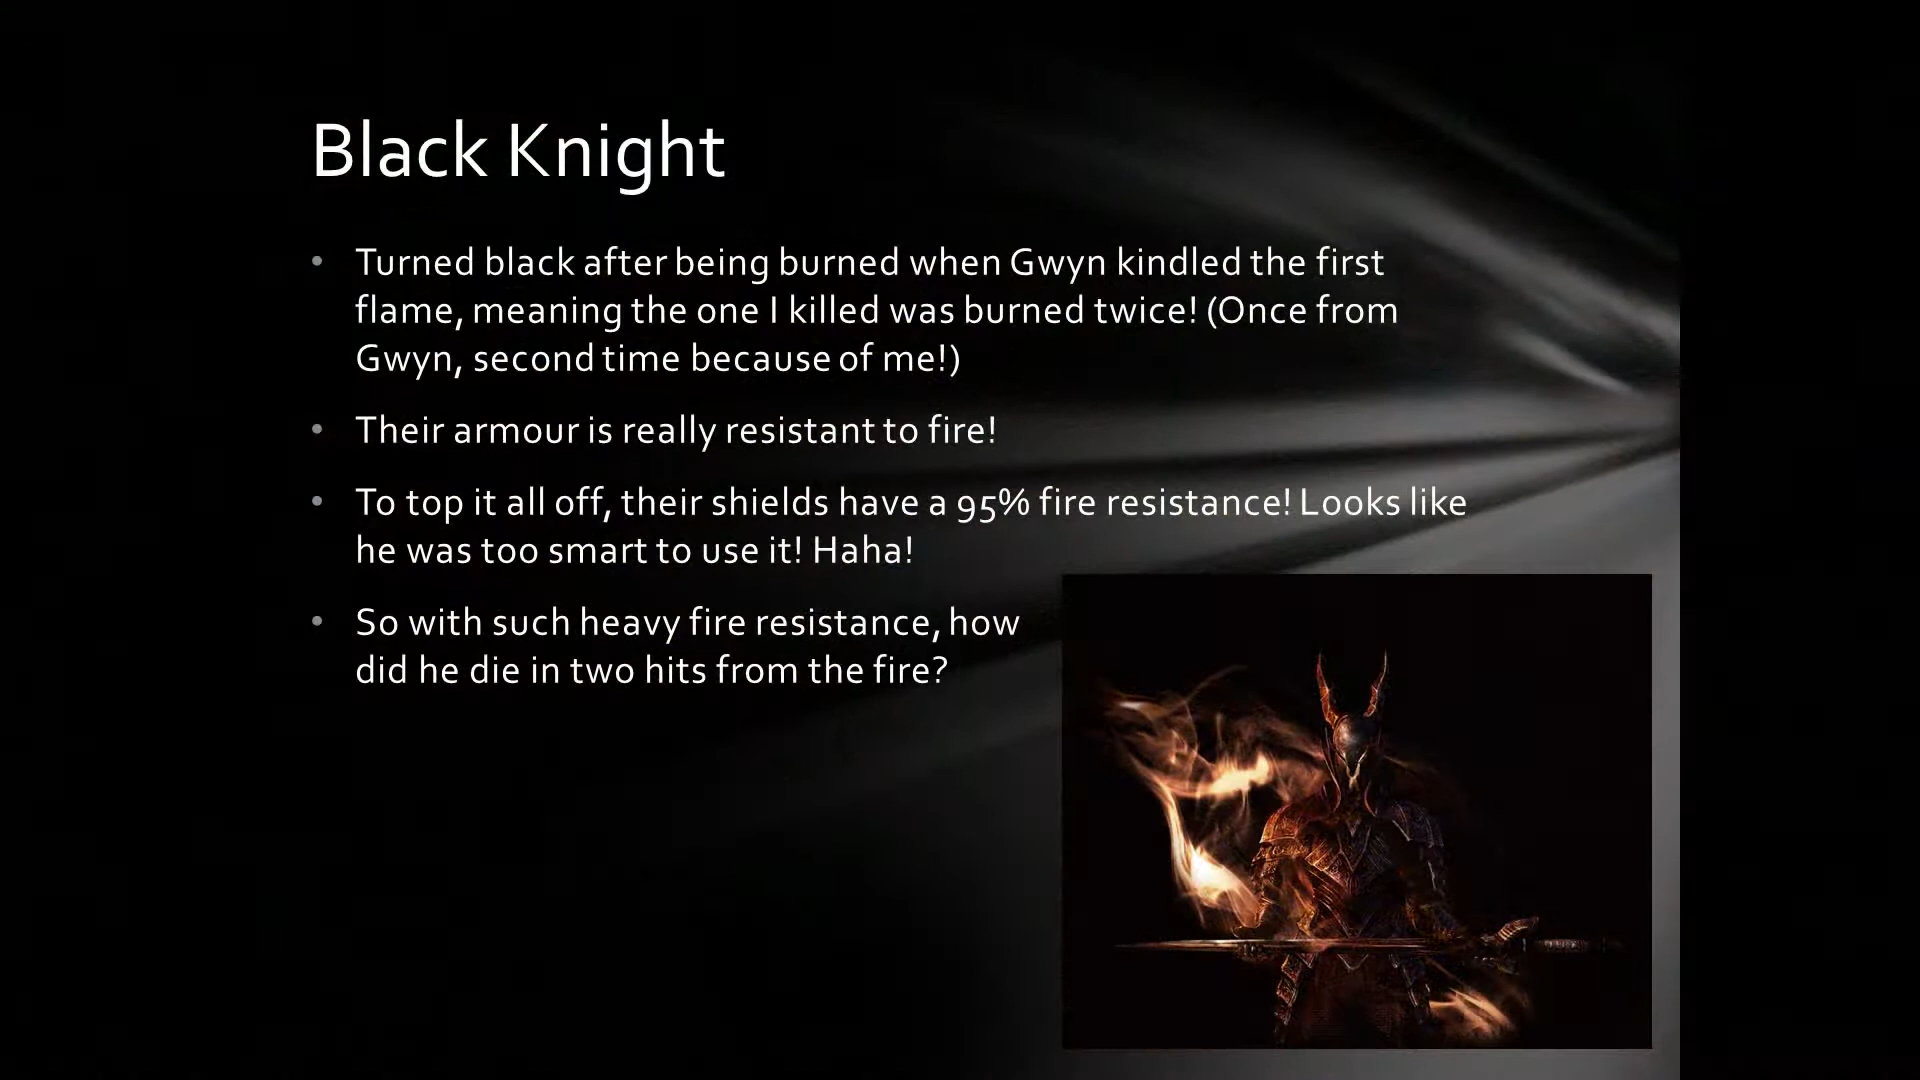 Black Knight
• Turned black after being burned when Gwyn kindled the first
flame, meaning the one I killed was burned twice! (Once from
Gwyn, second time because of me!)
• Their armour is really resistant to fire!
• To top it all off, their shields have a 95% fire resistance! Looks like
he was too smart to use it! Haha!
• So with such heavy fire resistance, how
did he die in two hits from the fire?